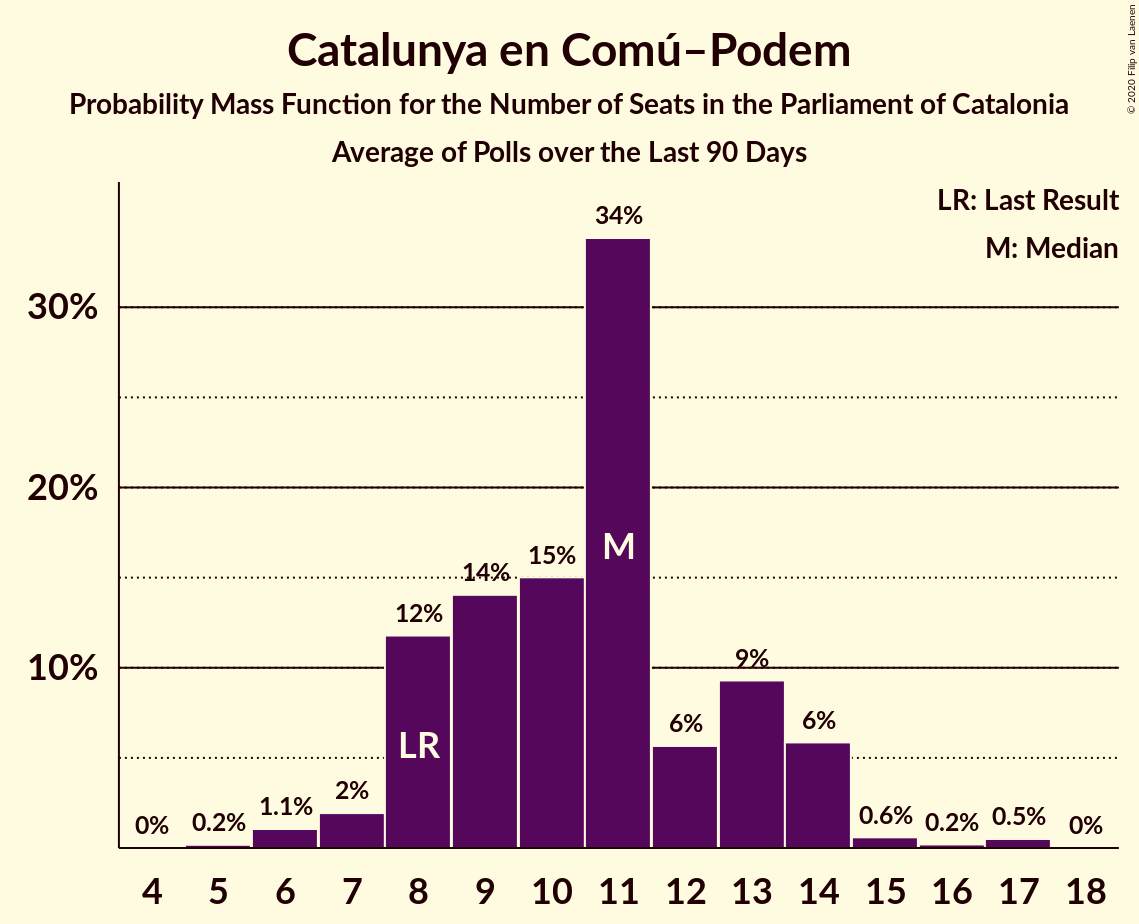 Catalunya en Comú–Podem
Probability Mass Function for the Number of Seats in the Parliament of Catalonia
Average of Polls over the Last 90 Days
© 2020 Filip van Laenen
LR: Last Result
M: Median
34%
30%
20%
M
15%
14%
12%
10%
9%
LR
6%
6%
2%
1.1%
0.6%
0.5%
0.2%
0.2%
0%
0%
4 5 6 7 8 9 10 11 12 13 14 15 16 17 18